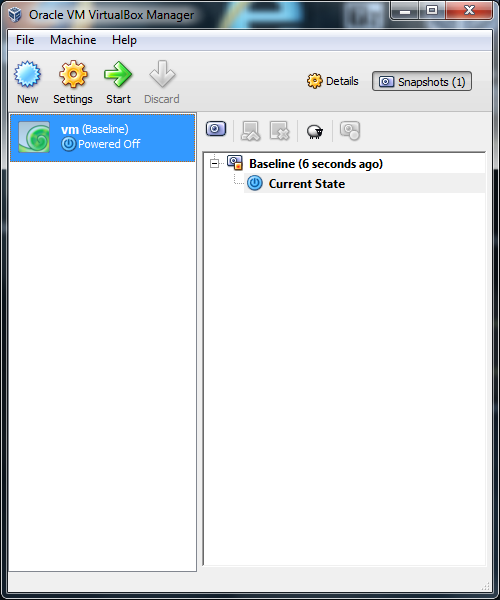 Oracle VM VirtualBox Manager
File Machine Help
New Settings Start Discard
Details Snapshots (1)
vm (Baseline)
Powered Off
Baseline (6 seconds ago)
Current State